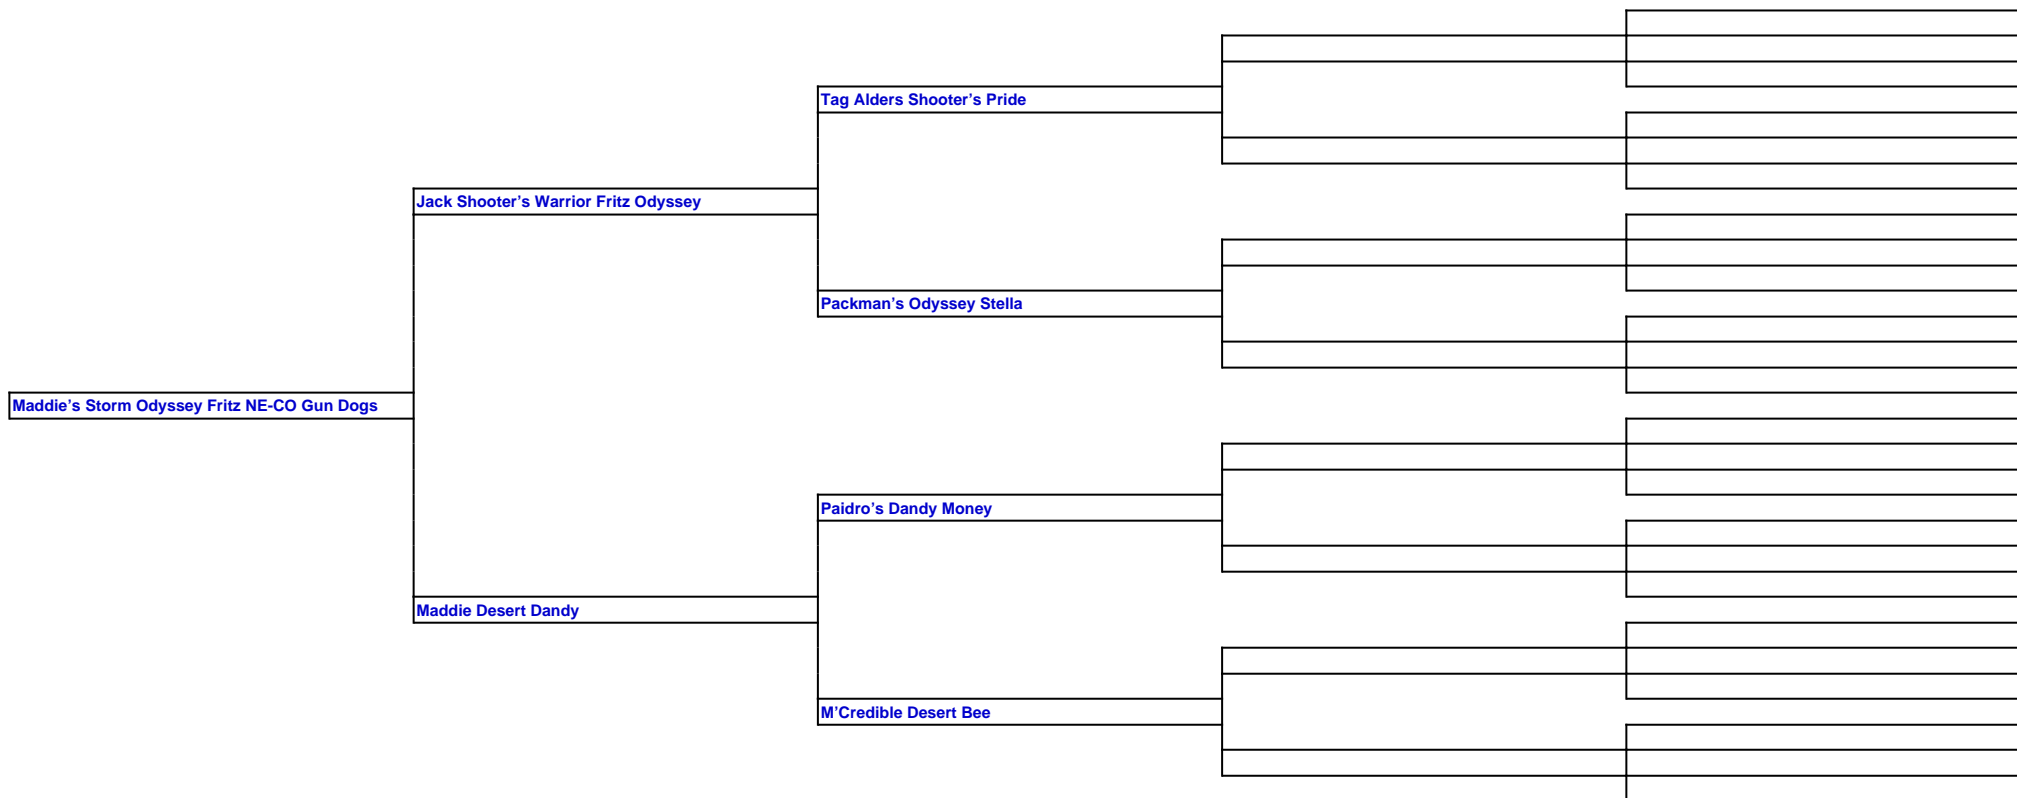 Tag Alders Shooter’s Pride
Jack Shooter’s Warrior Fritz Odyssey
Packman’s Odyssey Stella
Maddie’s Storm Odyssey Fritz NE-CO Gun Dogs
Paidro’s Dandy Money
Maddie Desert Dandy
M’Credible Desert Bee